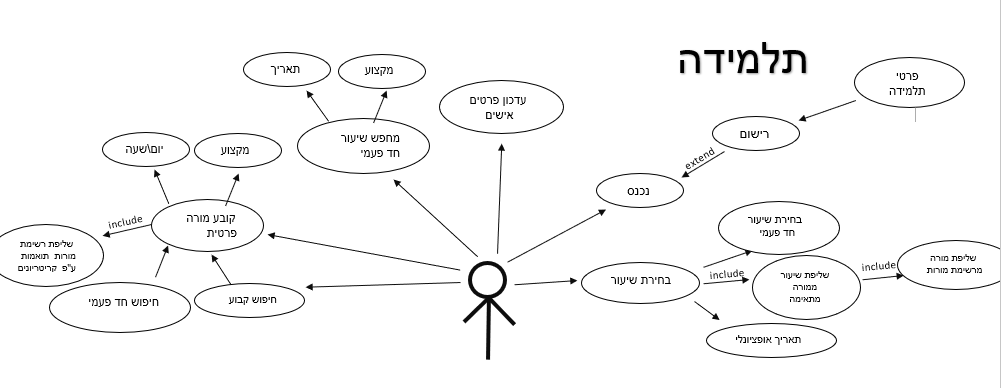 תלמידה
פרטי
תלמידה
רישום
extend
נכנס
עדכון פרטים
אישים
תאריך
מקצוע
מחפש שיעור
חד פעמי
יום\שעה
מקצוע
קובע מורה
פרטית
include
שליפת רשימת
מורות תואמות
ע"פ קריטריונים
חיפוש חד פעמי
חיפוש קבוע
בחירת שיעור
בחירת שיעור
חד פעמי
include
שליפת שיעור
ממורה
מתאימה
include
שליפת מורה
מרשימת מורות
תאריך אופציונלי